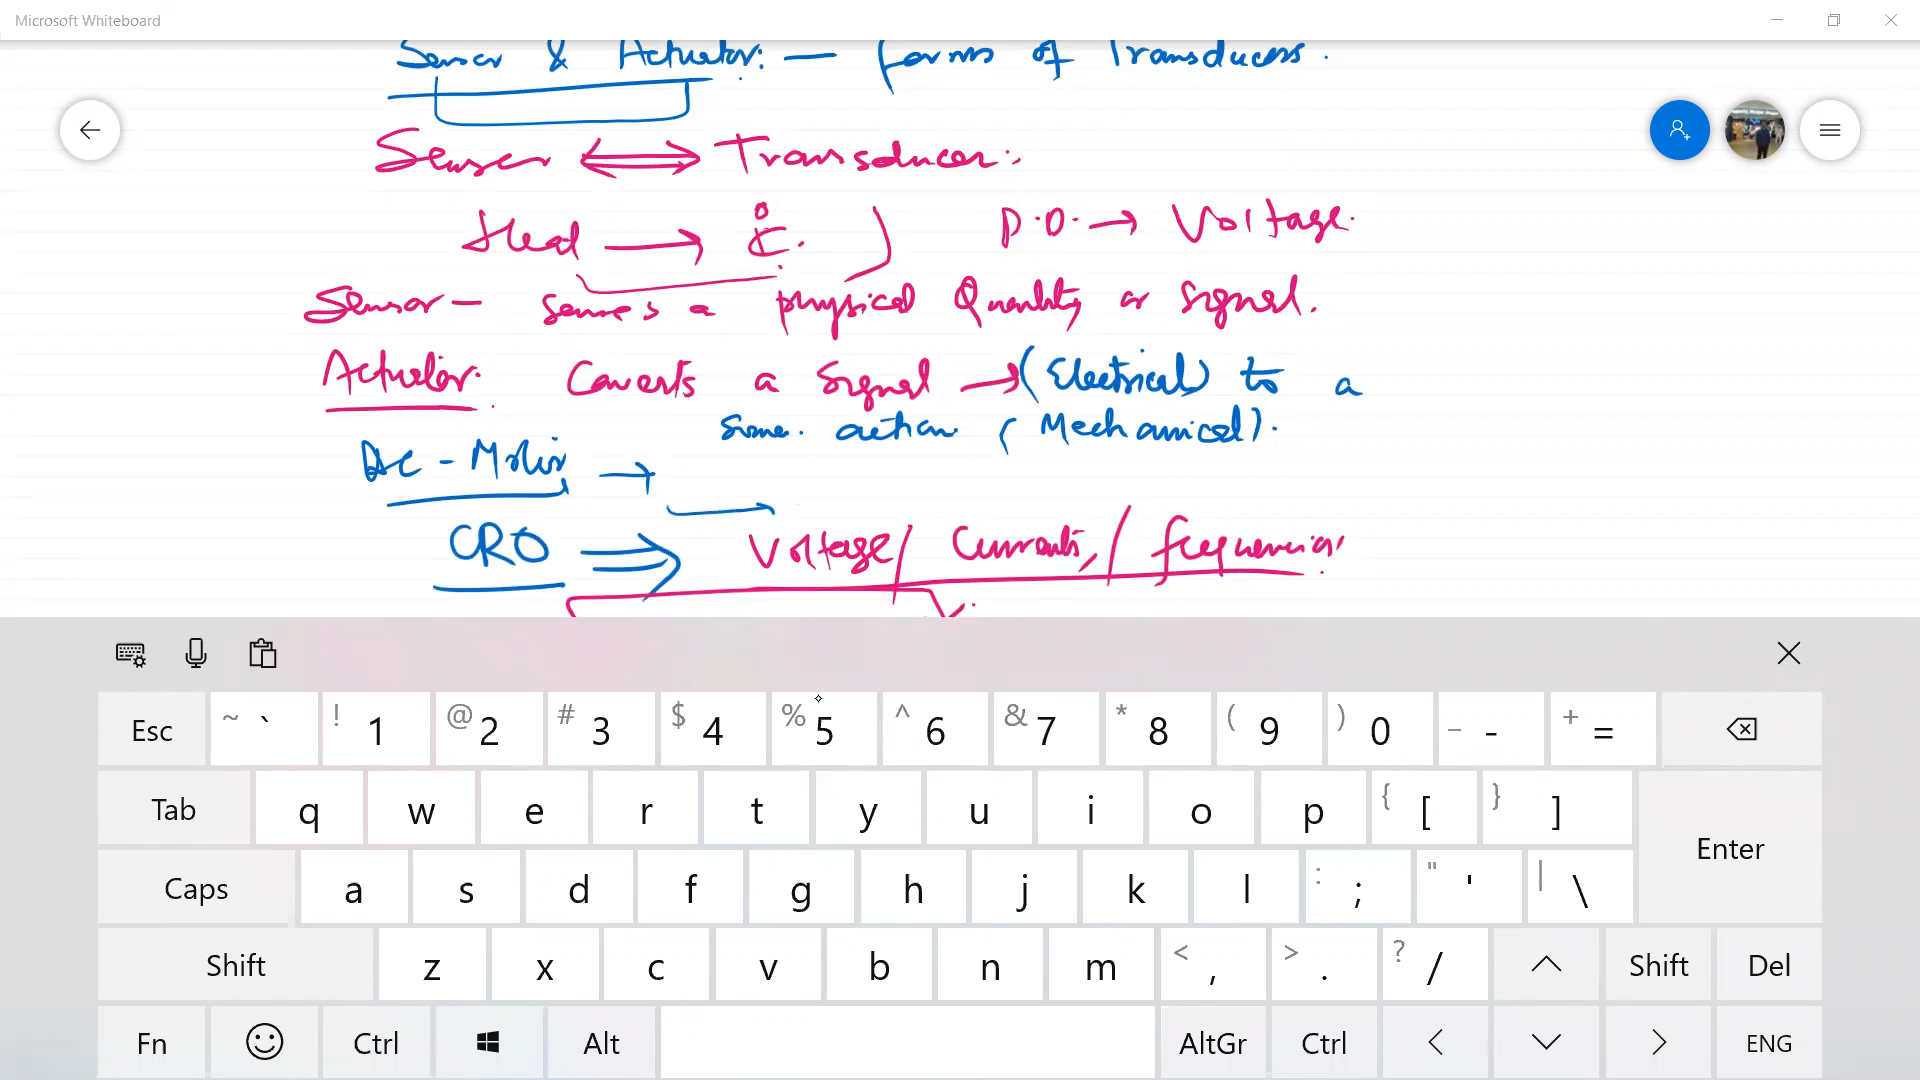 Microsoft Whiteboard
Sensor & Actuator: — forms of Transducers.
Sensor ⟺ Transducer:
Heat → °C. ) P.D. → Voltage.
Sensor — senses a physical Quantity or signal.
Actuator: Converts a signal → (Electrical) to a
some. action (Mechanical).
DC - Motor →
CRO ⇒ Voltage/ Currents/ frequencies
Esc ~ ` ! 1 @ 2 # 3 $ 4 % 5 ^ 6 & 7 * 8 ( 9 ) 0 _ - + =
Tab q w e r t y u i o p { [ } ]
Enter
Caps a s d f g h j k l : ; " ' | \
Shift z x c v b n m < , > . ? / Shift Del
Fn Ctrl Alt AltGr Ctrl ENG